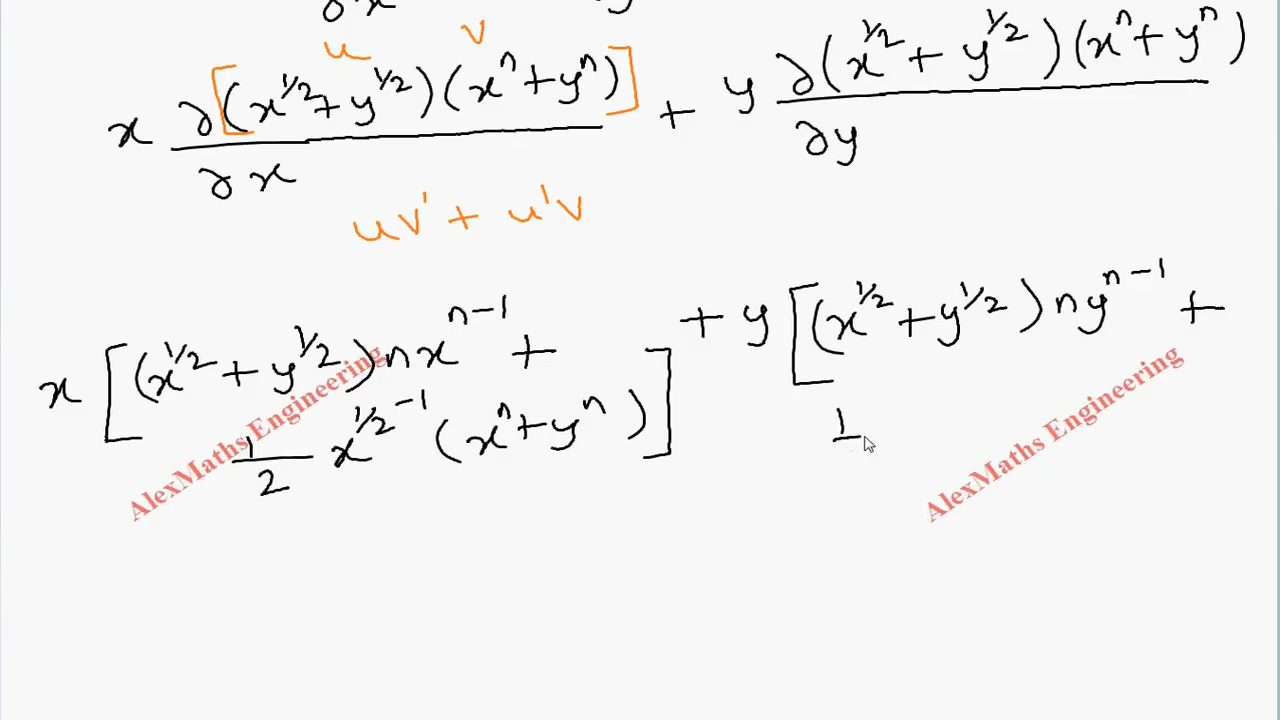 ∂x
u v
x ∂[(x^1/2 + y^1/2)(x^n + y^n)] / ∂x + y ∂(x^1/2 + y^1/2)(x^n + y^n) / ∂y
uv' + u'v
x [(x^1/2 + y^1/2) n x^n-1 + 1/2 x^1/2-1 (x^n + y^n)] + y [(x^1/2 + y^1/2) n y^n-1 +
1
AlexMaths Engineering
AlexMaths Engineering